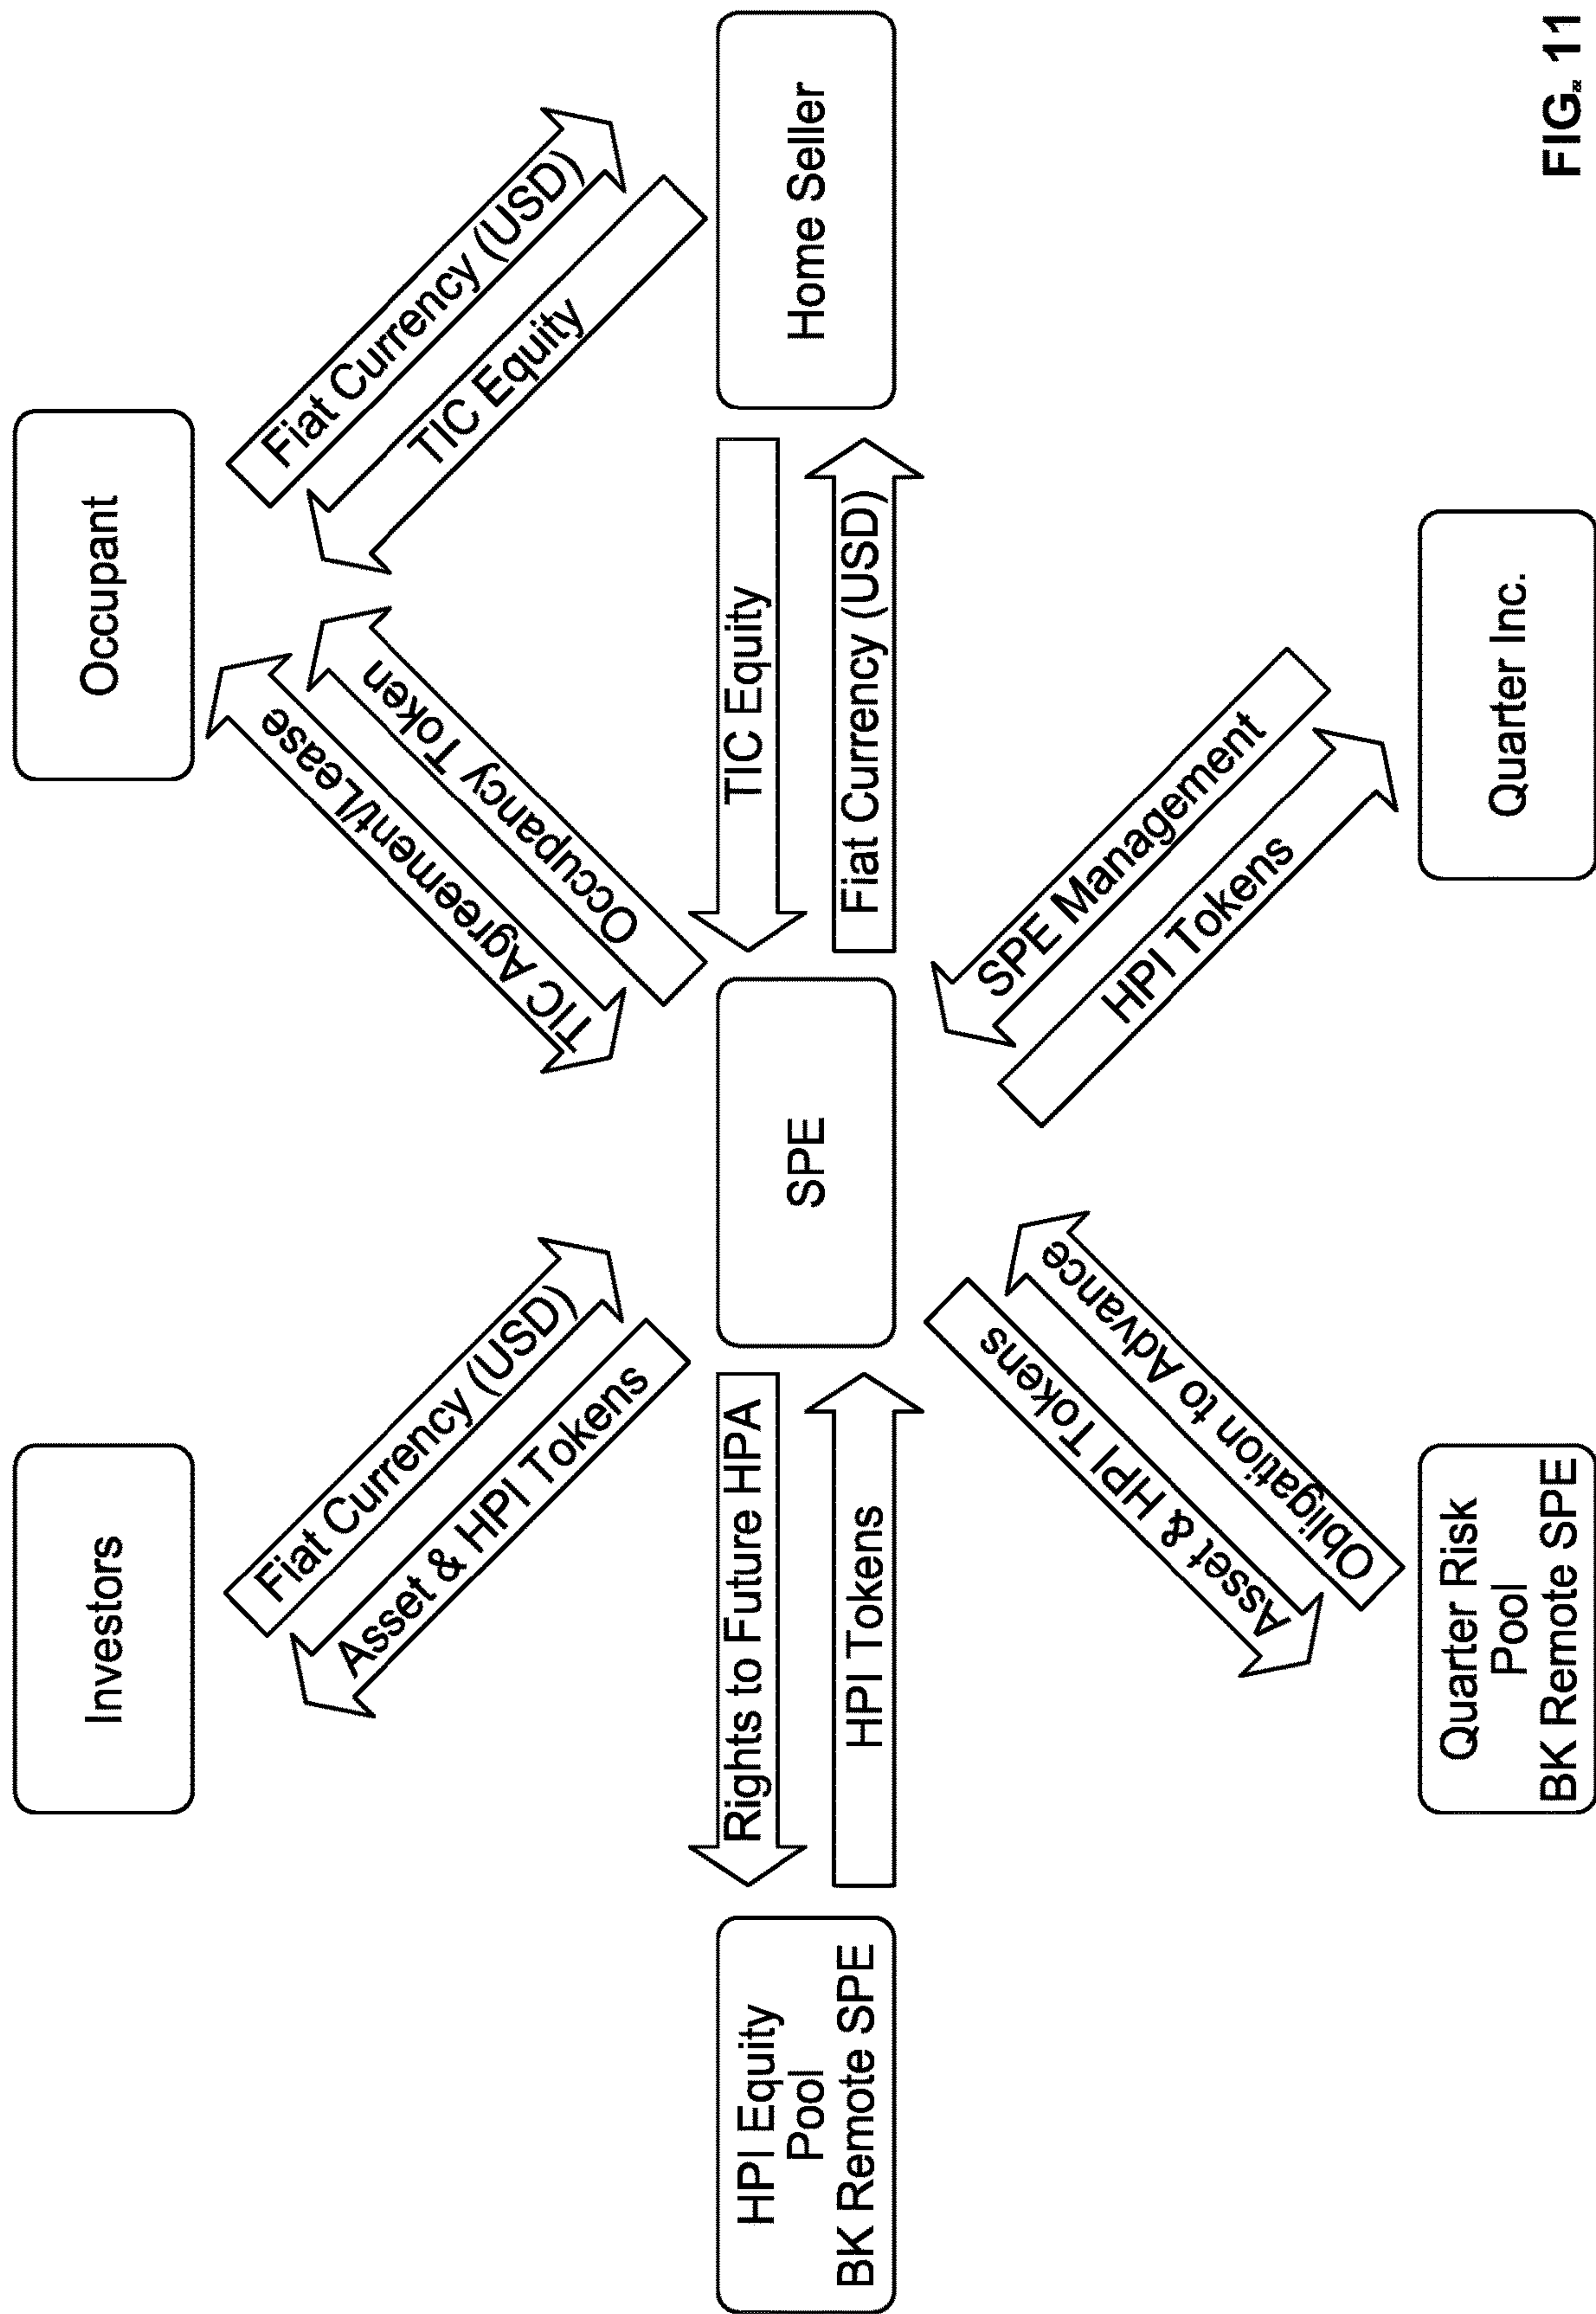 Investors
Occupant
Fiat Currency (USD)
Asset & HPI Tokens
TIC Agreement/Lease
Occupancy Token
Fiat Currency (USD)
TIC Equity
HPI Equity
Pool
BK Remote SPE
Rights to Future HPA
HPI Tokens
SPE
TIC Equity
Fiat Currency (USD)
Home Seller
Asset & HPI Tokens
Obligation to Advance
SPE Management
HPI Tokens
Quarter Risk
Pool
BK Remote SPE
Quarter Inc.
FIG. 11